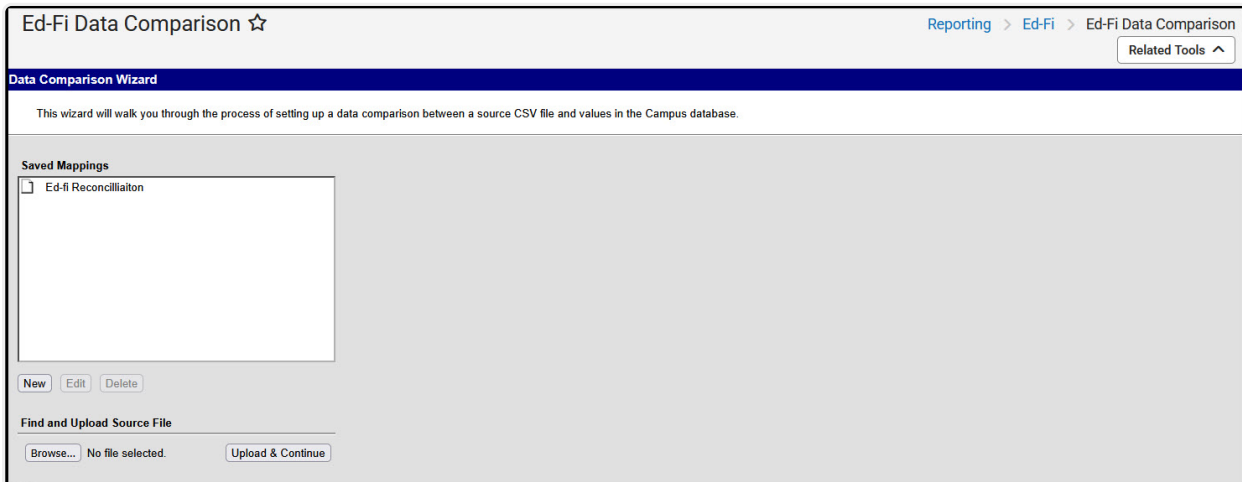 Ed-Fi Data Comparison
Reporting > Ed-Fi > Ed-Fi Data Comparison
Related Tools
Data Comparison Wizard
This wizard will walk you through the process of setting up a data comparison between a source CSV file and values in the Campus database.
Saved Mappings
Ed-fi Reconcilliaiton
New Edit Delete
Find and Upload Source File
Browse... No file selected. Upload & Continue